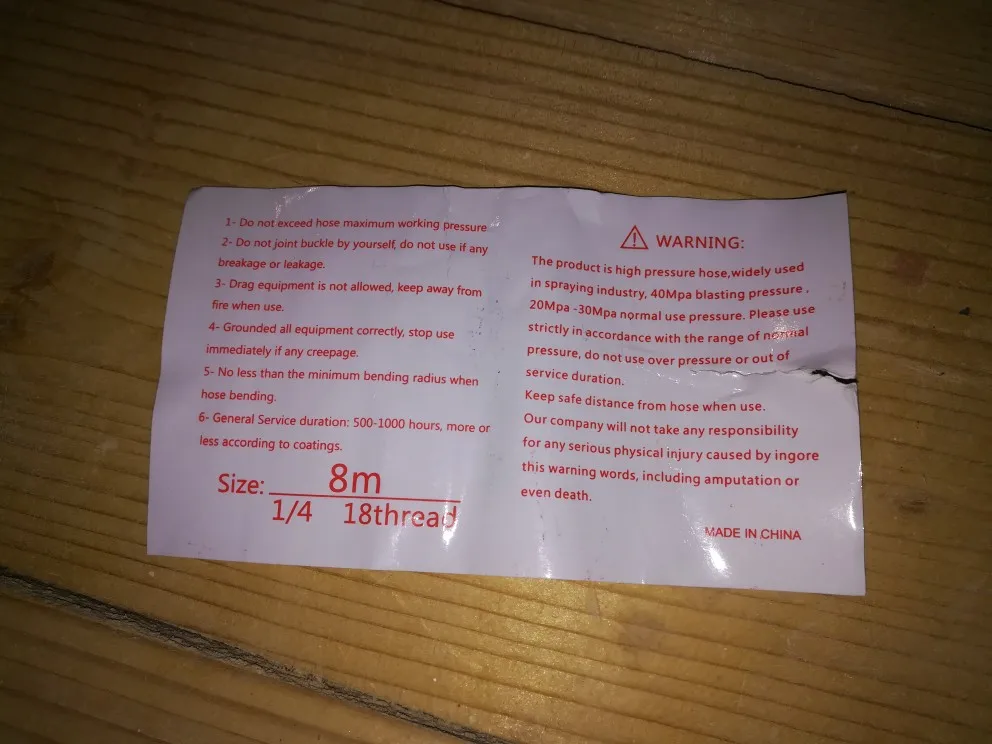 1- Do not exceed hose maximum working pressure
2- Do not joint buckle by yourself, do not use if any
breakage or leakage.
3- Drag equipment is not allowed, keep away from
fire when use.
4- Grounded all equipment correctly, stop use
immediately if any creepage.
5- No less than the minimum bending radius when
hose bending.
6- General Service duration: 500-1000 hours, more or
less according to coatings.
Size: 8m
1/4 18thread
WARNING:
The product is high pressure hose,widely used
in spraying industry, 40Mpa blasting pressure ,
20Mpa -30Mpa normal use pressure. Please use
strictly in accordance with the range of normal
pressure, do not use over pressure or out of
service duration.
Keep safe distance from hose when use.
Our company will not take any responsibility
for any serious physical injury caused by ingore
this warning words, including amputation or
even death.
MADE IN CHINA